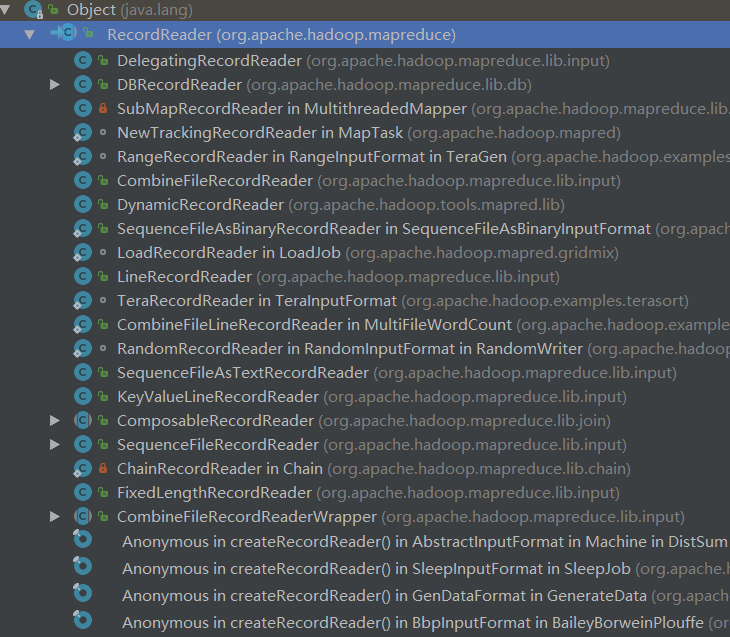 Object (java.lang)
RecordReader (org.apache.hadoop.mapreduce)
DelegatingRecordReader (org.apache.hadoop.mapreduce.lib.input)
DBRecordReader (org.apache.hadoop.mapreduce.lib.db)
SubMapRecordReader in MultithreadedMapper (org.apache.hadoop.mapreduce.lib.
NewTrackingRecordReader in MapTask (org.apache.hadoop.mapred)
RangeRecordReader in RangeInputFormat in TeraGen (org.apache.hadoop.examples
CombineFileRecordReader (org.apache.hadoop.mapreduce.lib.input)
DynamicRecordReader (org.apache.hadoop.tools.mapred.lib)
SequenceFileAsBinaryRecordReader in SequenceFileAsBinaryInputFormat (org.apach
LoadRecordReader in LoadJob (org.apache.hadoop.mapred.gridmix)
LineRecordReader (org.apache.hadoop.mapreduce.lib.input)
TeraRecordReader in TeraInputFormat (org.apache.hadoop.examples.terasort)
CombineFileLineRecordReader in MultiFileWordCount (org.apache.hadoop.example
RandomRecordReader in RandomInputFormat in RandomWriter (org.apache.hadoop
SequenceFileAsTextRecordReader (org.apache.hadoop.mapreduce.lib.input)
KeyValueLineRecordReader (org.apache.hadoop.mapreduce.lib.input)
ComposableRecordReader (org.apache.hadoop.mapreduce.lib.join)
SequenceFileRecordReader (org.apache.hadoop.mapreduce.lib.input)
ChainRecordReader in Chain (org.apache.hadoop.mapreduce.lib.chain)
FixedLengthRecordReader (org.apache.hadoop.mapreduce.lib.input)
CombineFileRecordReaderWrapper (org.apache.hadoop.mapreduce.lib.input)
Anonymous in createRecordReader() in AbstractInputFormat in Machine in DistSum
Anonymous in createRecordReader() in SleepInputFormat in SleepJob (org.apache.h
Anonymous in createRecordReader() in GenDataFormat in GenerateData (org.apach
Anonymous in createRecordReader() in BbpInputFormat in BaileyBorweinPlouffe (or